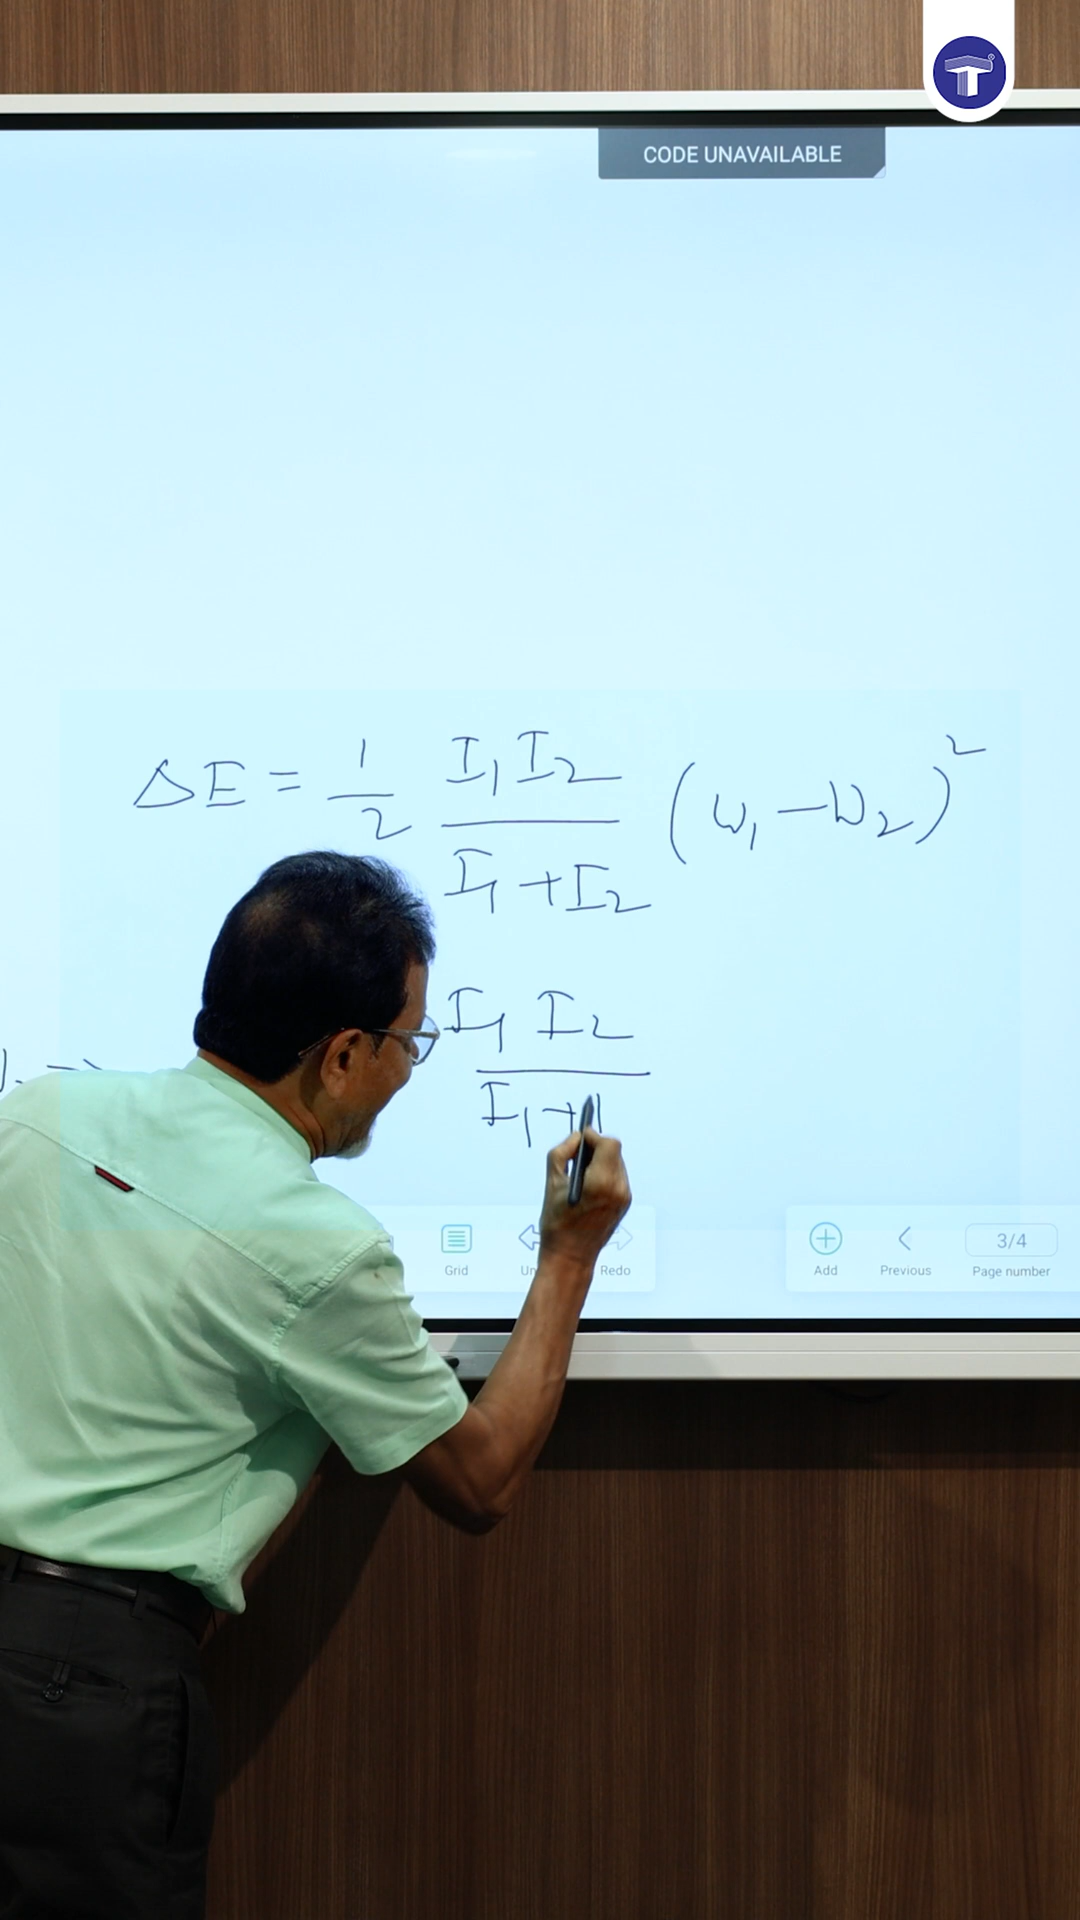 CODE UNAVAILABLE
ΔE = 1/2 I₁I₂/(I₁+I₂) (ω₁-ω₂)²
I₁ I₂
I₁+
Grid
Redo
Add
Previous
3/4
Page number